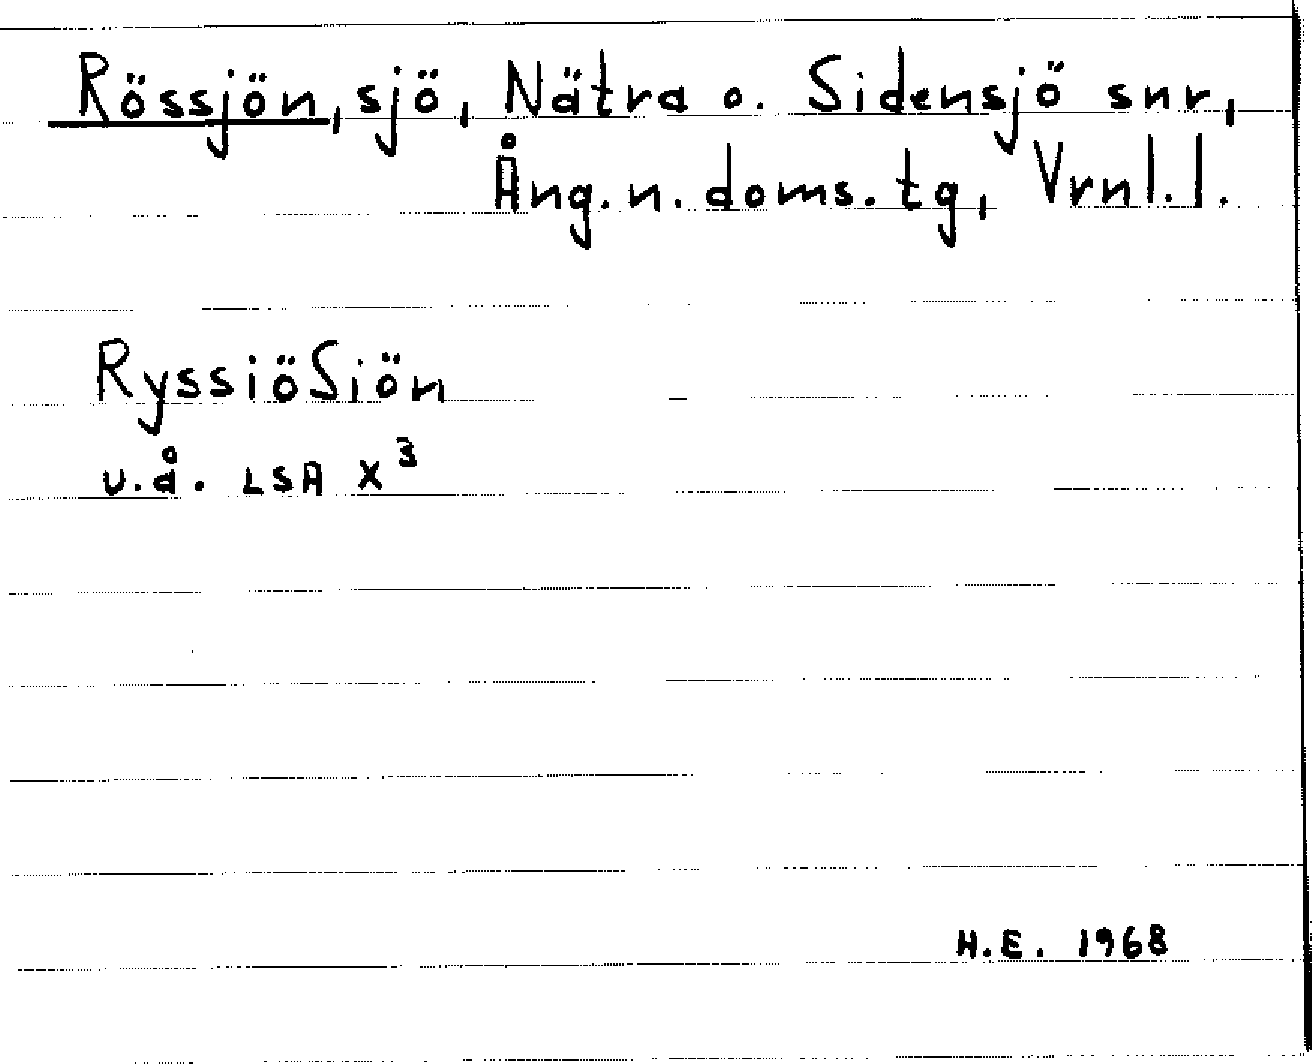 Rössjön, sjö, Nätra o. Sidensjö snr,
Ång. n. doms. tg, Vrnl. l.
RyssiöSiön
u.å. LSA X³
H.E. 1968